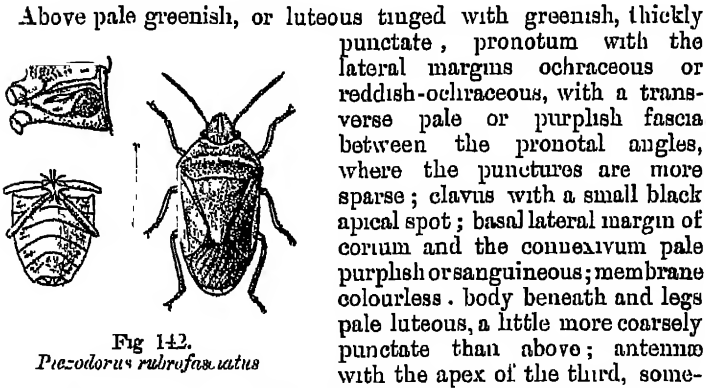 Above pale greenish, or luteous tinged with greenish, thickly
punctate, pronotum with the
lateral margins ochraceous or
reddish-ochraceous, with a trans-
verse pale or purplish fascia
between the pronotal angles,
where the punctures are more
sparse; clavus with a small black
apical spot; basal lateral margin of
corium and the connexivum pale
purplish or sanguineous; membrane
colourless. body beneath and legs
pale luteous, a little more coarsely
punctate than above; antennæ
with the apex of the third, some-
Fig 142.
Piezodorus rubrofasciatus